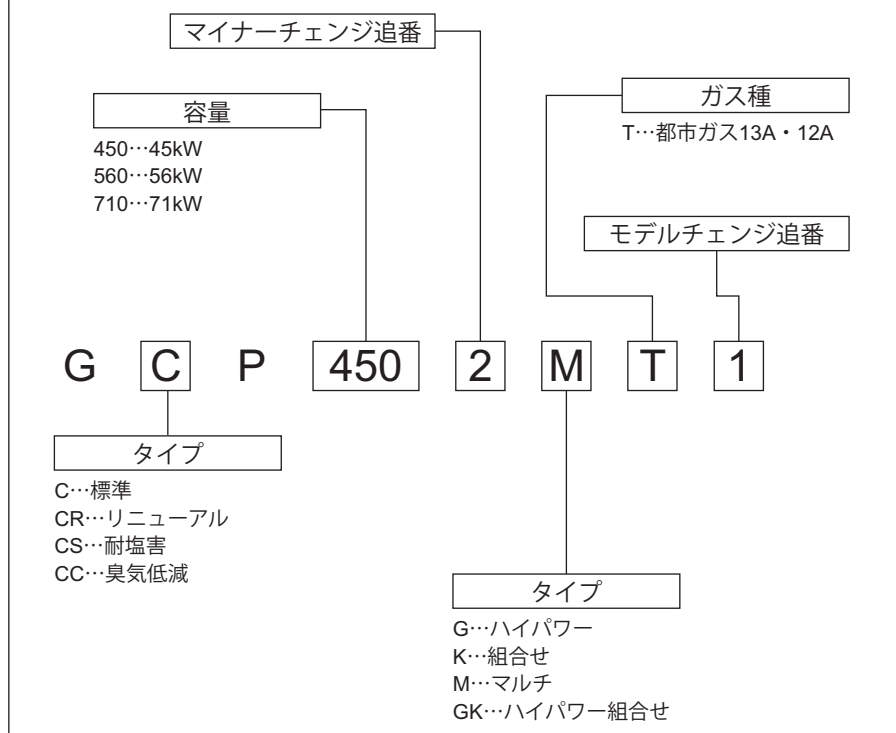 マイナーチェンジ追番
容量
450…45kW
560…56kW
710…71kW
ガス種
T…都市ガス13A・12A
モデルチェンジ追番
G C P 450 2 M T 1
タイプ
C…標準
CR…リニューアル
CS…耐塩害
CC…臭気低減
タイプ
G…ハイパワー
K…組合せ
M…マルチ
GK…ハイパワー組合せ